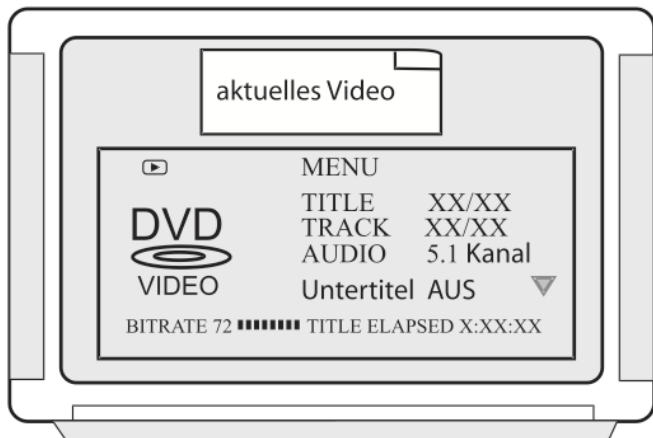 aktuelles Video
MENU
TITLE XX/XX
TRACK XX/XX
AUDIO 5.1 Kanal
DVD
VIDEO
Untertitel AUS
BITRATE 72 TITLE ELAPSED X:XX:XX